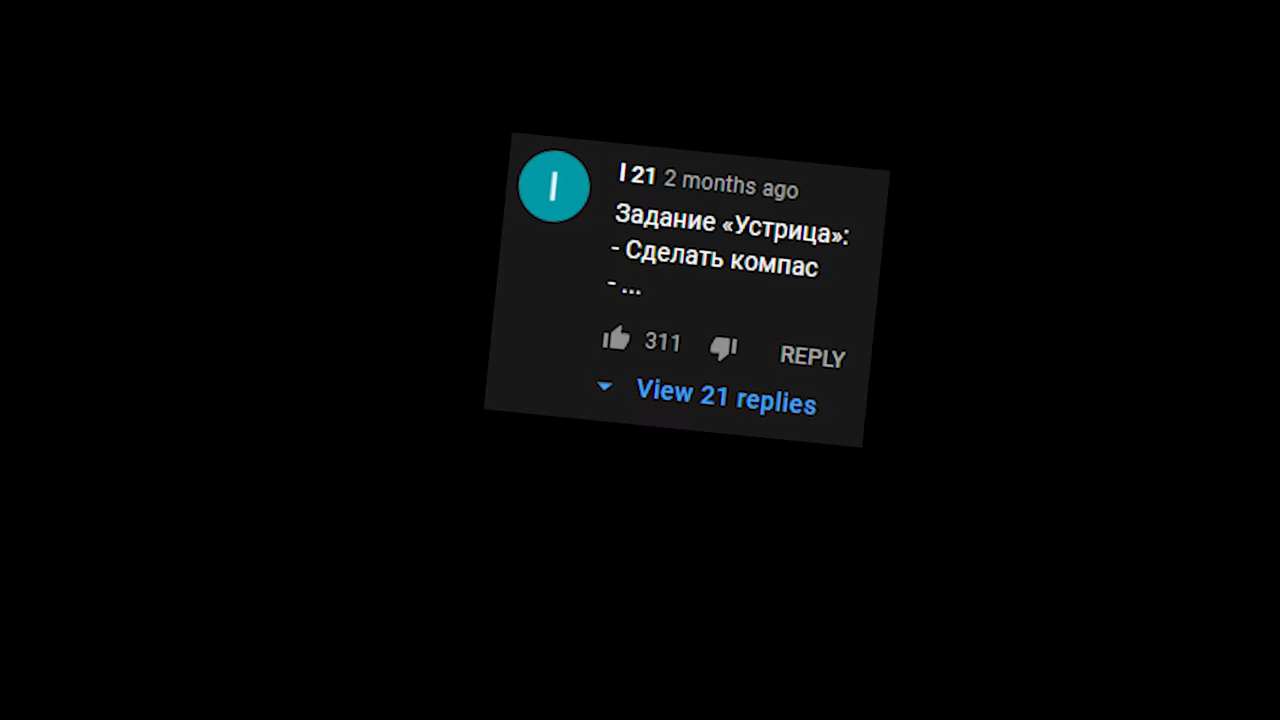 I
I 21 2 months ago
Задание «Устрица»:
- Сделать компас
- ...
311 REPLY
View 21 replies